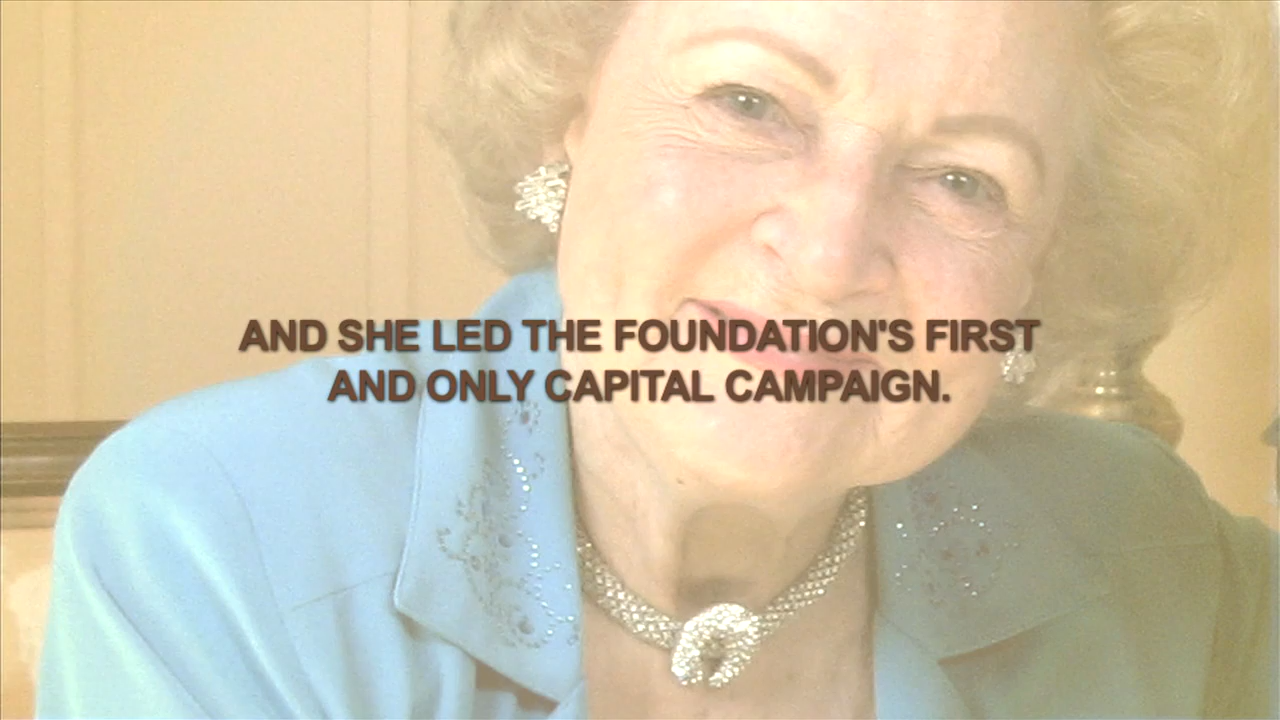 AND SHE LED THE FOUNDATION'S FIRST
AND ONLY CAPITAL CAMPAIGN.